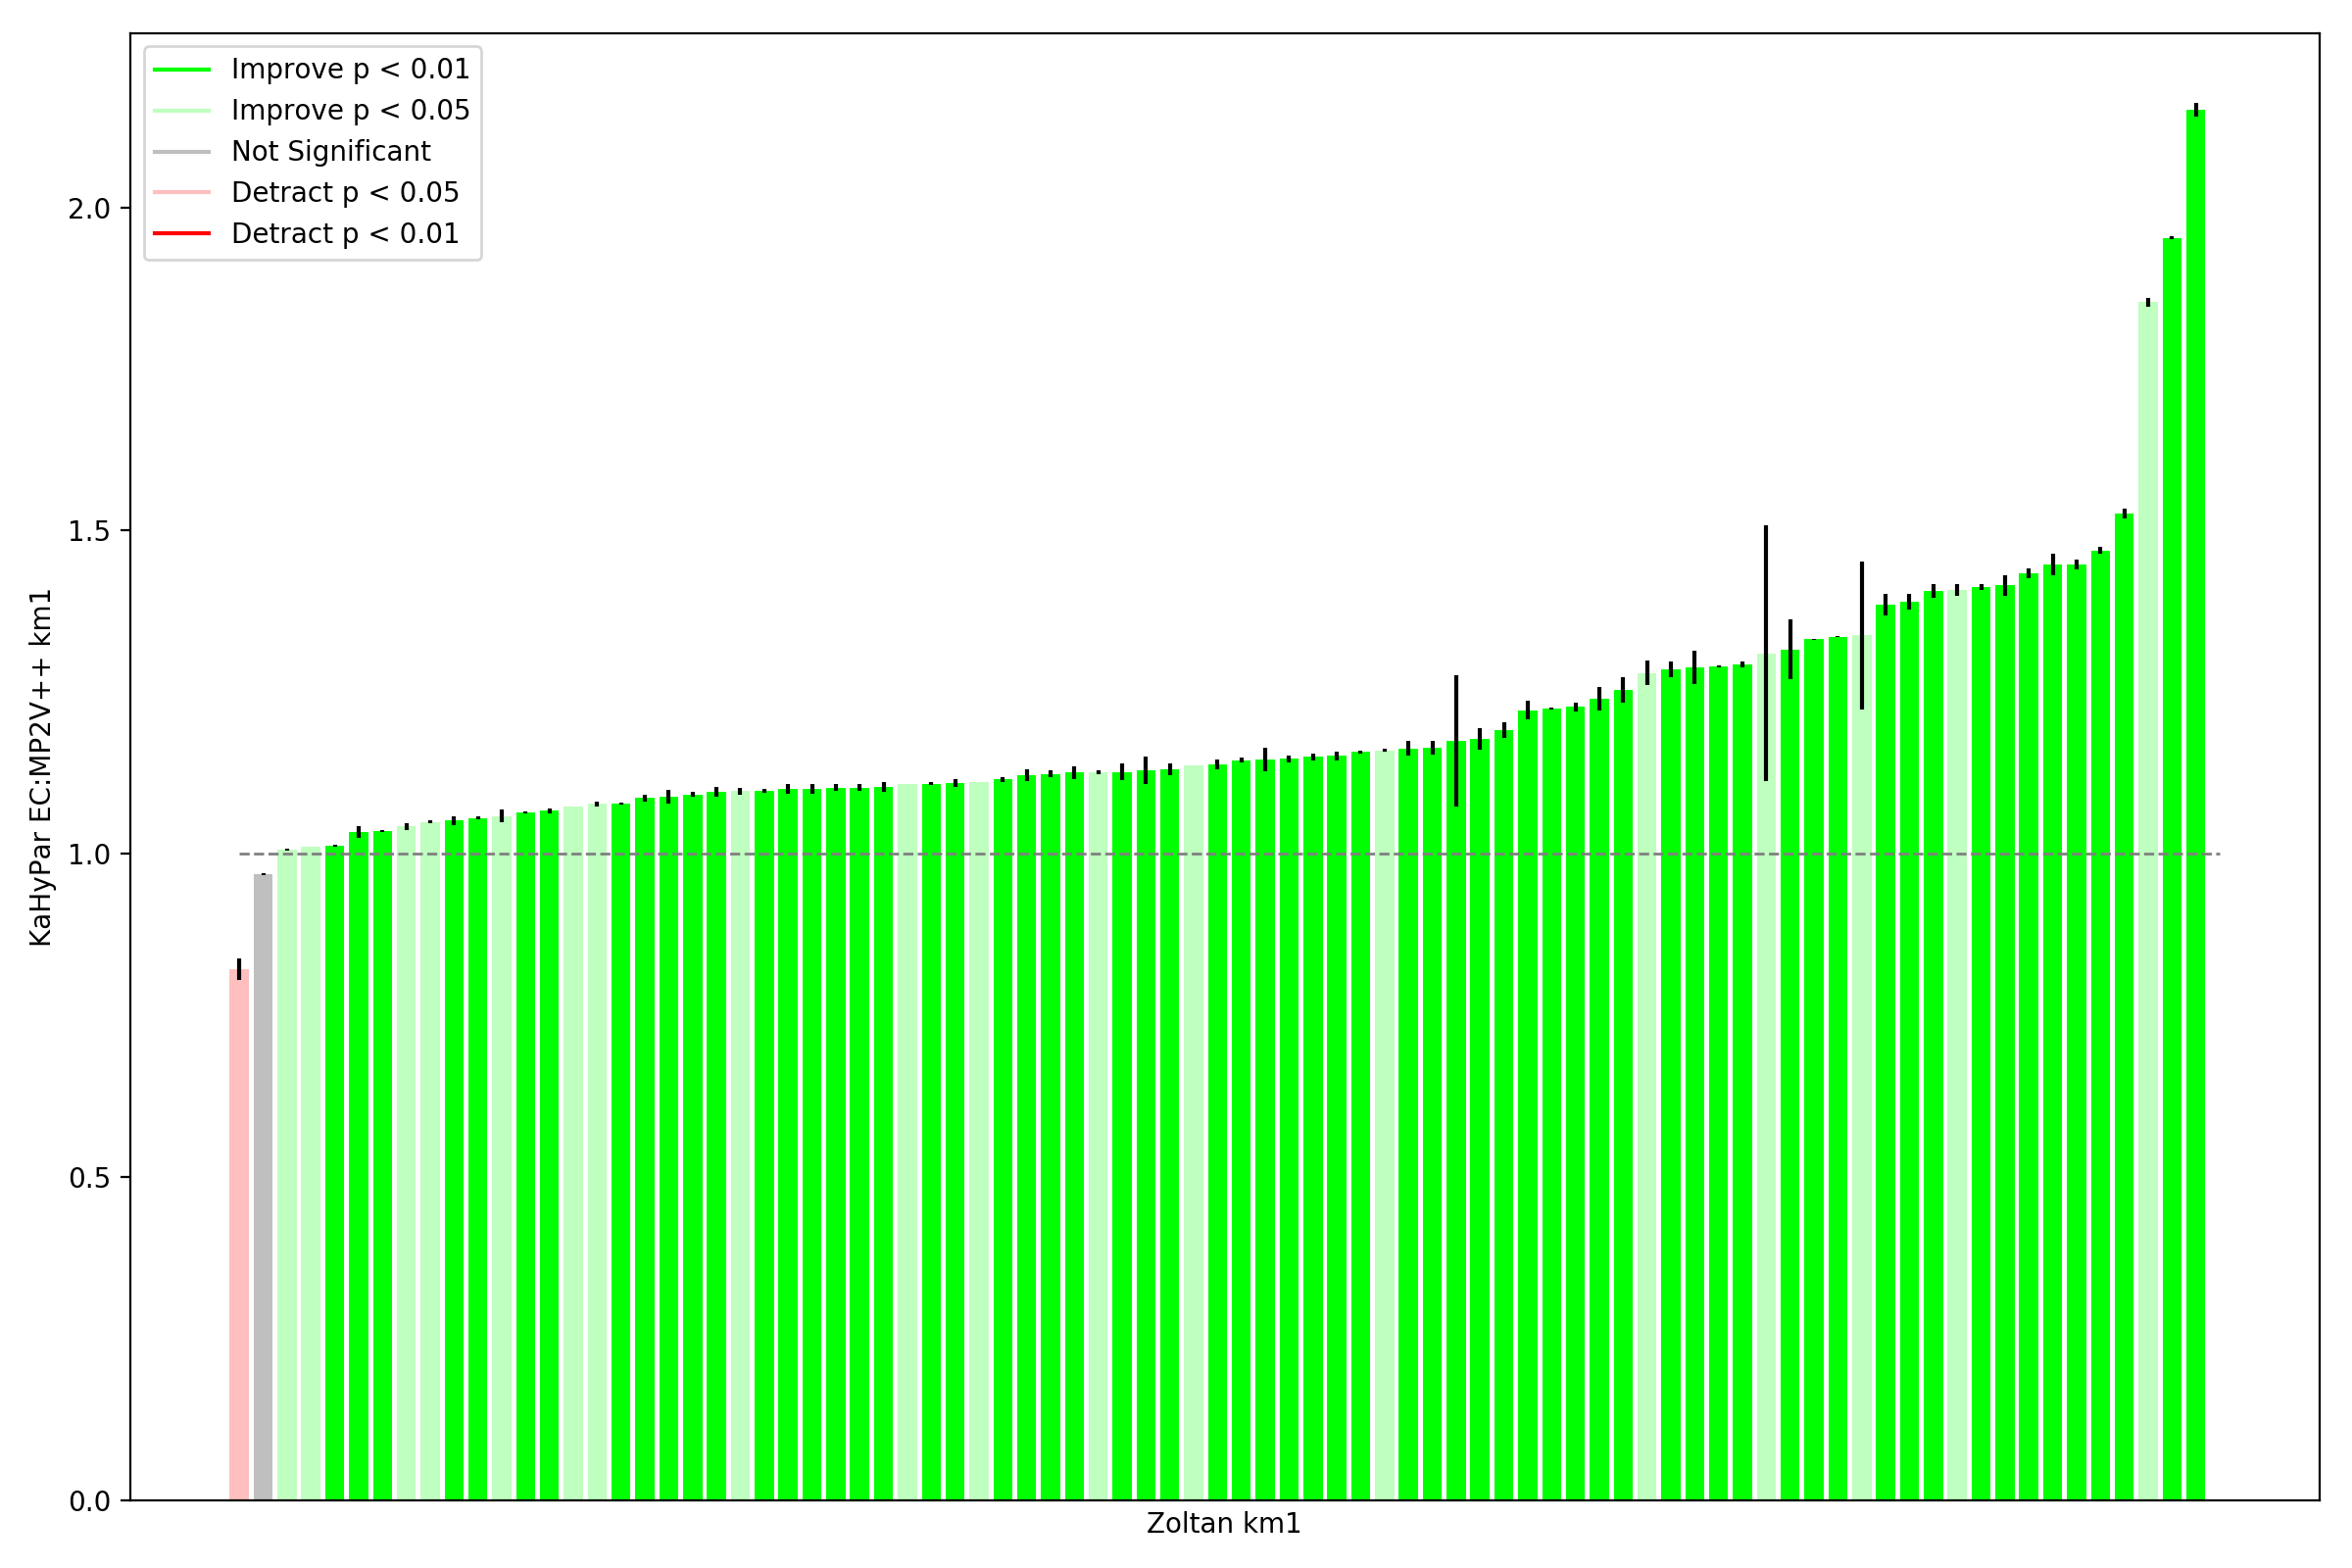 Improve p < 0.01
Improve p < 0.05
Not Significant
Detract p < 0.05
Detract p < 0.01
2.0
1.5
1.0
0.5
0.0
KaHyPar EC:MP2V++ km1
Zoltan km1